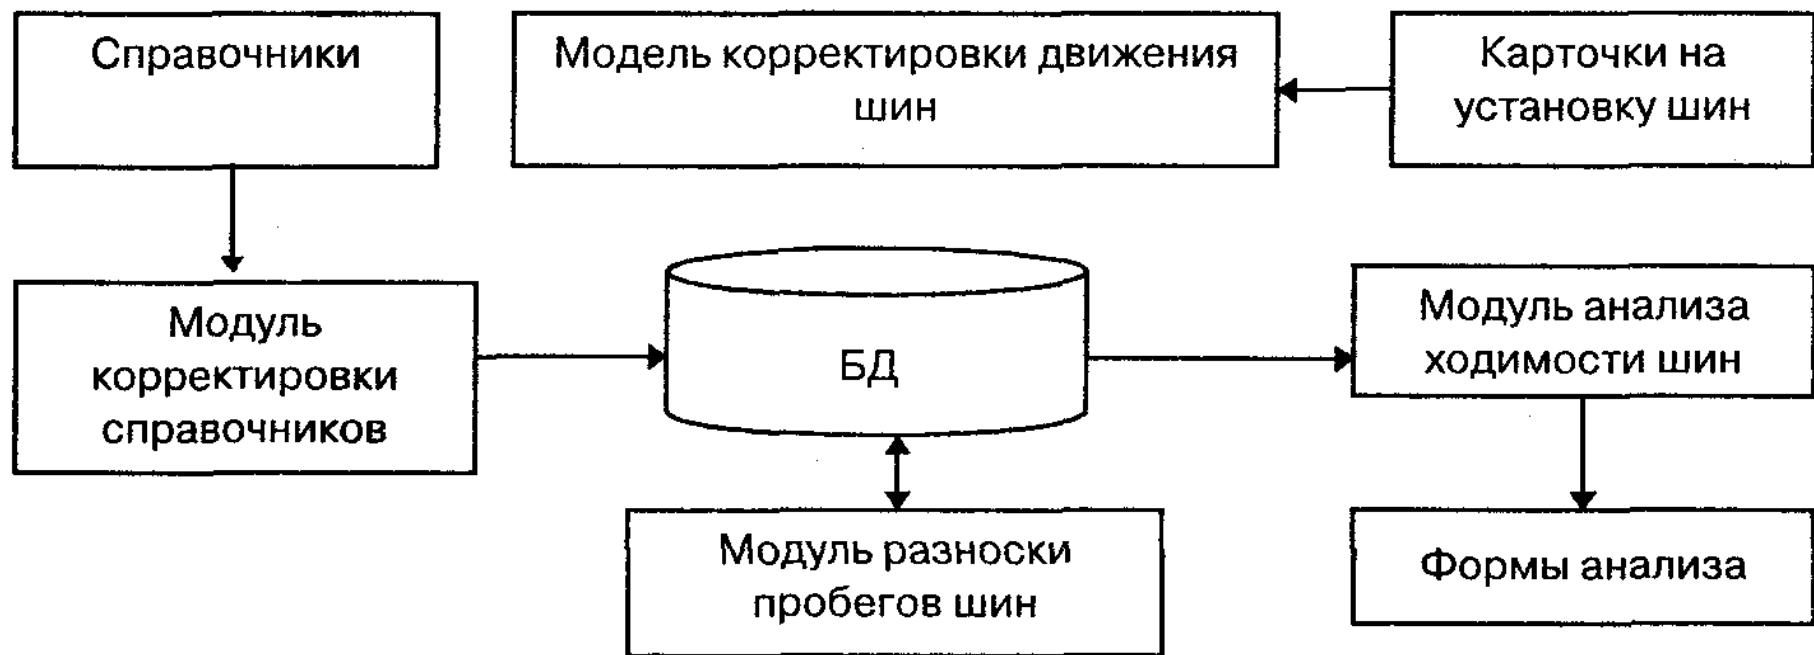 Справочники
Модель корректировки движения
шин
Карточки на
установку шин
Модуль
корректировки
справочников
БД
Модуль анализа
ходимости шин
Модуль разноски
пробегов шин
Формы анализа